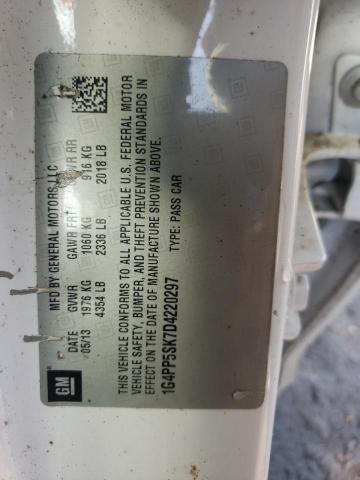 MFD BY GENERAL MOTORS LLC
DATE GVWR GAWR FRT GAWR RR
05/13 1976 KG 1060 KG 916 KG
4354 LB 2336 LB 2018 LB
THIS VEHICLE CONFORMS TO ALL APPLICABLE U.S. FEDERAL MOTOR
VEHICLE SAFETY, BUMPER, AND THEFT PREVENTION STANDARDS IN
EFFECT ON THE DATE OF MANUFACTURE SHOWN ABOVE.
1G4PP5SK7D4220297 TYPE: PASS CAR
GM